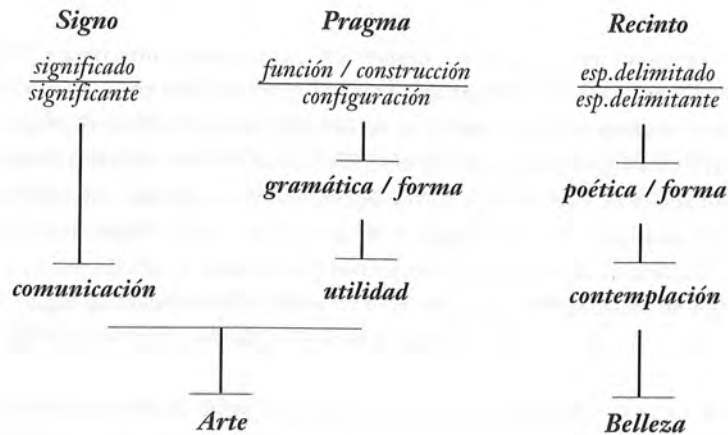 Signo Pragma Recinto
significado función / construcción esp.delimitado
significante configuración esp.delimitante
gramática / forma poética / forma
comunicación utilidad contemplación
Arte Belleza